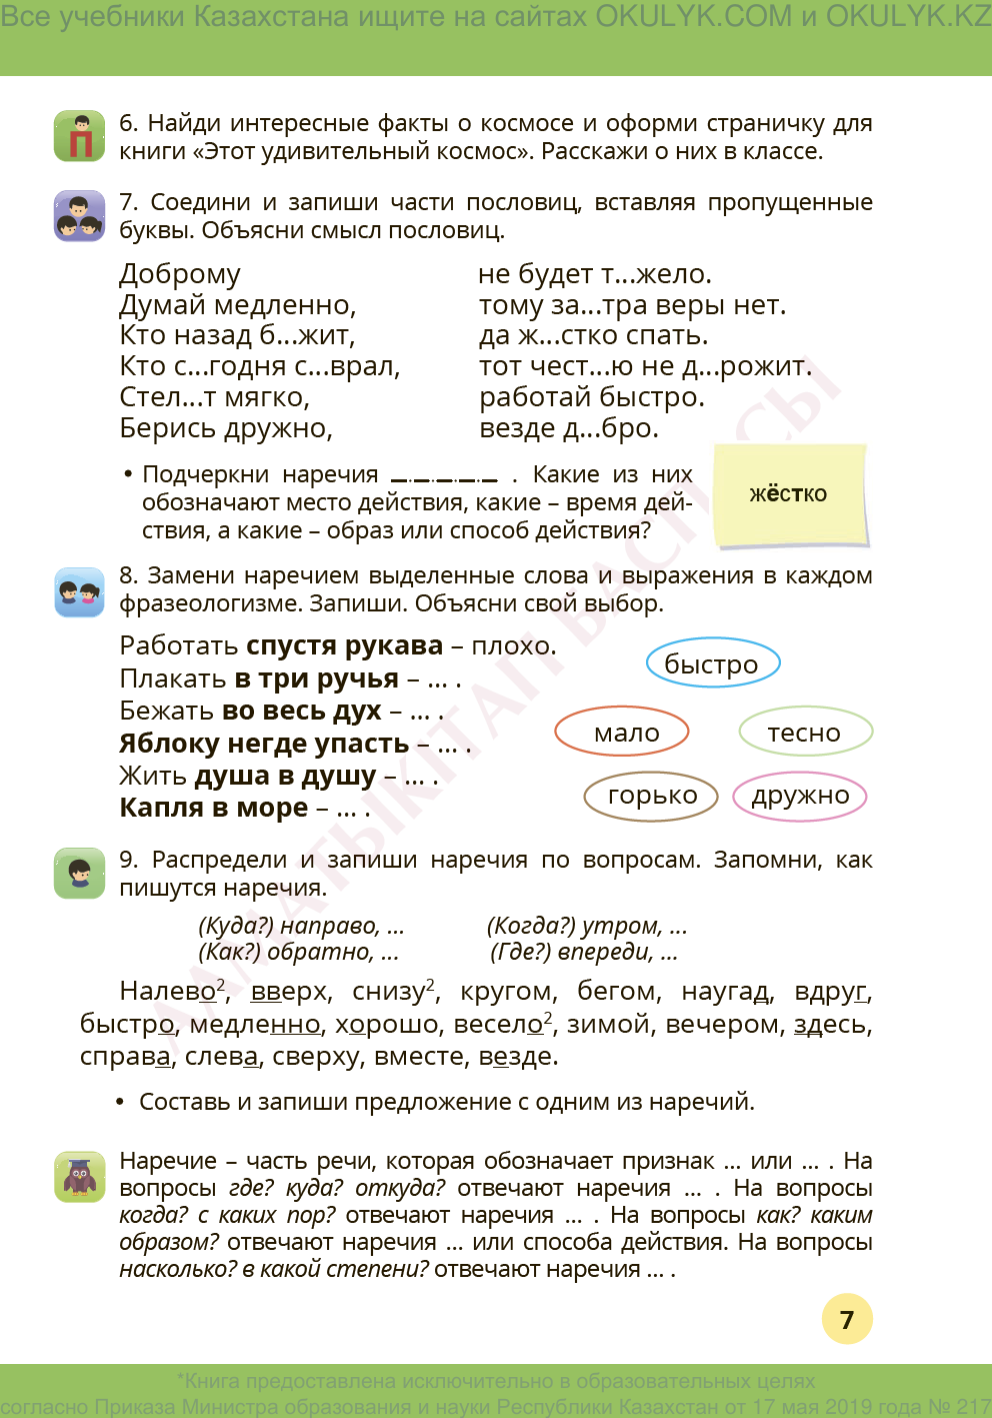 Все учебники Казахстана ищите на сайтах OKULYK.COM и OKULYK.KZ
6. Найди интересные факты о космосе и оформи страничку для
книги «Этот удивительный космос». Расскажи о них в классе.
7. Соедини и запиши части пословиц, вставляя пропущенные
буквы. Объясни смысл пословиц.
Доброму не будет т...жело.
Думай медленно, тому за...тра веры нет.
Кто назад б...жит, да ж...стко спать.
Кто с...годня с...врал, тот чест...ю не д...рожит.
Стел...т мягко, работай быстро.
Берись дружно, везде д...бро.
• Подчеркни наречия _._._._._ . Какие из них
обозначают место действия, какие – время дей-
ствия, а какие – образ или способ действия?
жёстко
8. Замени наречием выделенные слова и выражения в каждом
фразеологизме. Запиши. Объясни свой выбор.
Работать спустя рукава – плохо.
Плакать в три ручья – ... .
Бежать во весь дух – ... .
Яблоку негде упасть – ... .
Жить душа в душу – ... .
Капля в море – ... .
быстро
мало тесно
горько дружно
9. Распредели и запиши наречия по вопросам. Запомни, как
пишутся наречия.
(Куда?) направо, ... (Когда?) утром, ...
(Как?) обратно, ... (Где?) впереди, ...
Налево², вверх, снизу², кругом, бегом, наугад, вдруг,
быстро, медленно, хорошо, весело², зимой, вечером, здесь,
справа, слева, сверху, вместе, везде.
• Составь и запиши предложение с одним из наречий.
Наречие – часть речи, которая обозначает признак ... или ... . На
вопросы где? куда? откуда? отвечают наречия ... . На вопросы
когда? с каких пор? отвечают наречия ... . На вопросы как? каким
образом? отвечают наречия ... или способа действия. На вопросы
насколько? в какой степени? отвечают наречия ... .
7
*Книга предоставлена исключительно в образовательных целях
согласно Приказа Министра образования и науки Республики Казахстан от 17 мая 2019 года № 217